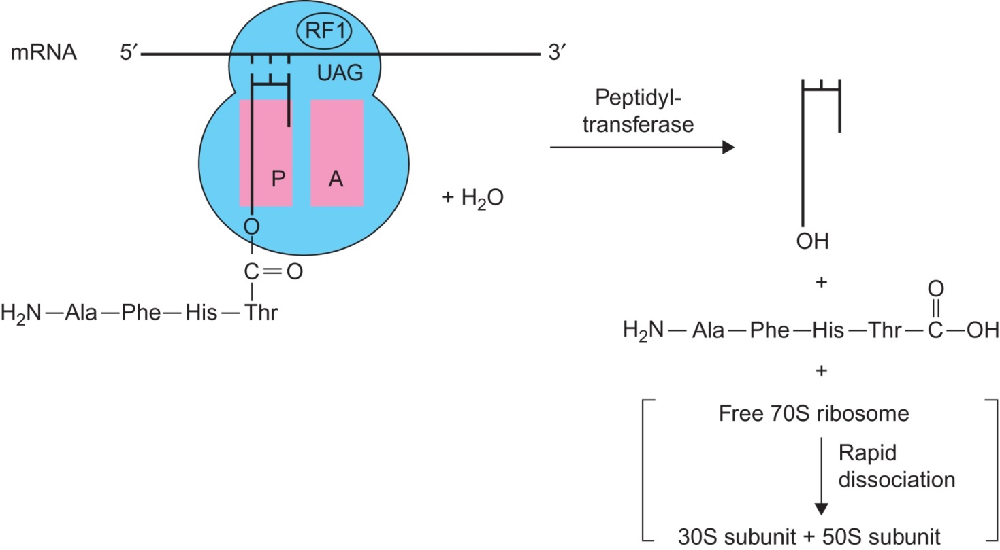 RF1
mRNA 5′ 3′
UAG
Peptidyl-
transferase
P A
+ H₂O
O
C=O
H₂N—Ala—Phe—His—Thr
OH
+
O
H₂N—Ala—Phe—His—Thr—C—OH
+
Free 70S ribosome
Rapid
dissociation
30S subunit + 50S subunit